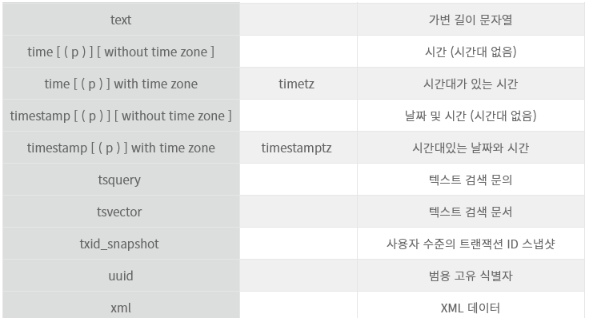 text 가변 길이 문자열
time [ ( p ) ] [ without time zone ] 시간 (시간대 없음)
time [ ( p ) ] with time zone timetz 시간대가 있는 시간
timestamp [ ( p ) ] [ without time zone ] 날짜 및 시간 (시간대 없음)
timestamp [ ( p ) ] with time zone timestamptz 시간대있는 날짜와 시간
tsquery 텍스트 검색 문의
tsvector 텍스트 검색 문서
txid_snapshot 사용자 수준의 트랜잭션 ID 스냅샷
uuid 범용 고유 식별자
xml XML 데이터